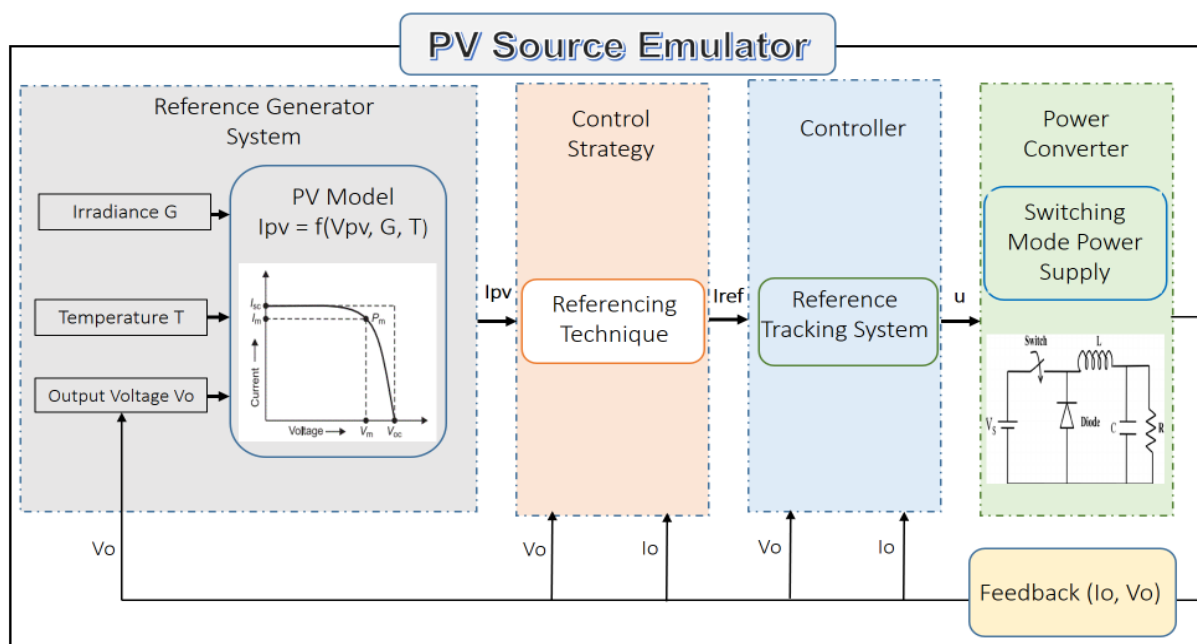 PV Source Emulator
Reference Generator
System
Irradiance G
Temperature T
Output Voltage Vo
PV Model
Ipv = f(Vpv, G, T)
Isc
Im
Pm
Current
Voltage
Vm
Voc
Ipv
Control
Strategy
Referencing
Technique
Iref
Controller
Reference
Tracking System
u
Power
Converter
Switching
Mode Power
Supply
Switch
L
Vs
Diode
C
R
Vo
Vo
Io
Vo
Io
Feedback (Io, Vo)